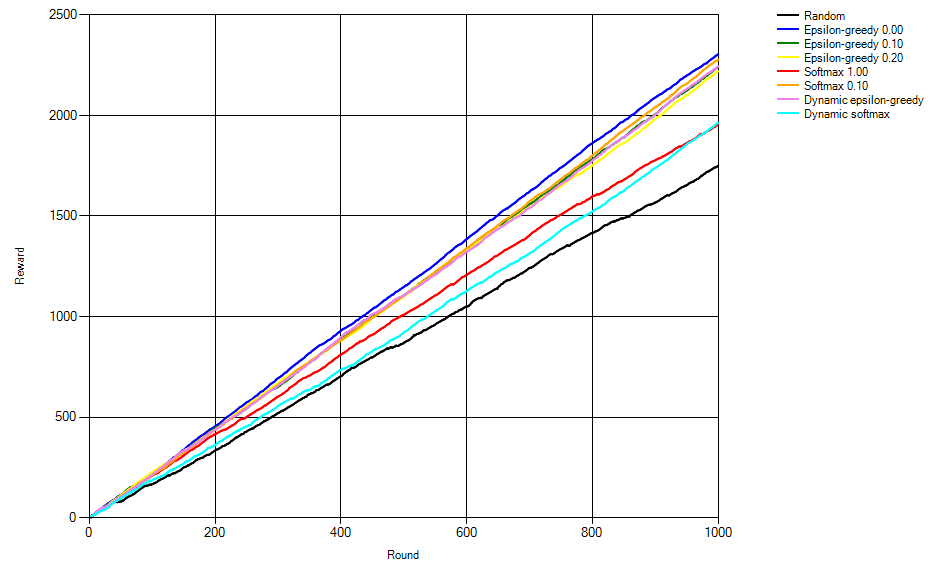 2500
2000
1500
1000
500
0
Reward
0 200 400 600 800 1000
Round
Random
Epsilon-greedy 0.00
Epsilon-greedy 0.10
Epsilon-greedy 0.20
Softmax 1.00
Softmax 0.10
Dynamic epsilon-greedy
Dynamic softmax